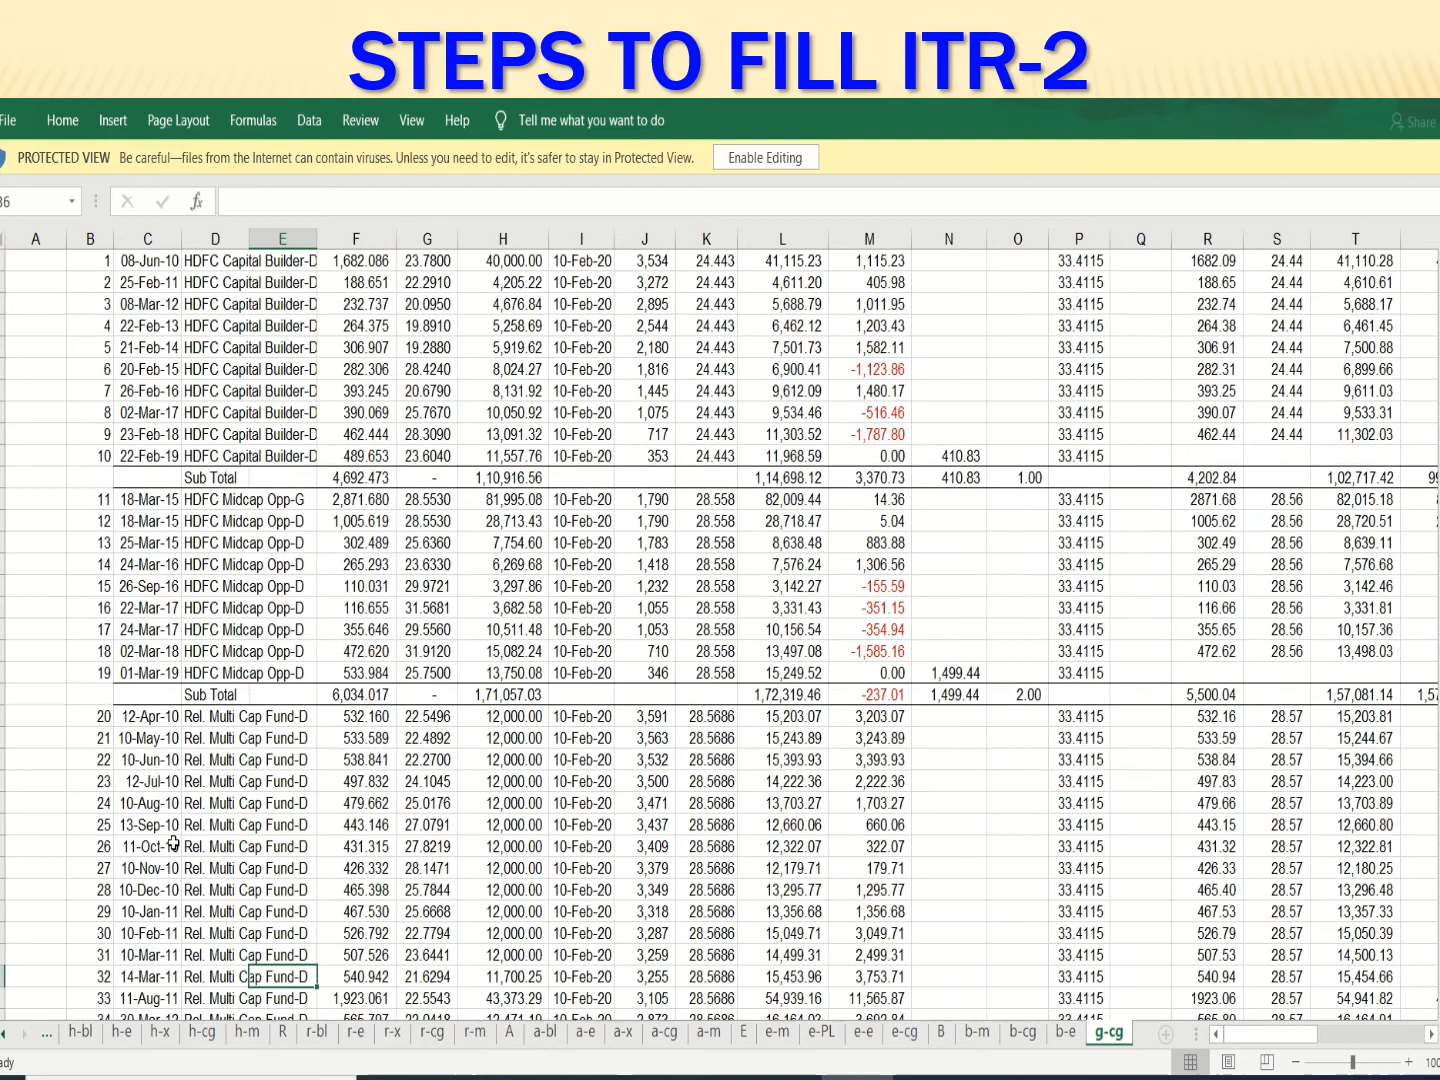 STEPS TO FILL ITR-2
File Home Insert Page Layout Formulas Data Review View Help Tell me what you want to do Share
PROTECTED VIEW Be careful—files from the Internet can contain viruses. Unless you need to edit, it's safer to stay in Protected View. Enable Editing
36 fx
A B C D E F G H I J K L M N O P Q R S T
1 08-Jun-10 HDFC Capital Builder-D 1,682.086 23.7800 40,000.00 10-Feb-20 3,534 24.443 41,115.23 1,115.23 33.4115 1682.09 24.44 41,110.28
2 25-Feb-11 HDFC Capital Builder-D 188.651 22.2910 4,205.22 10-Feb-20 3,272 24.443 4,611.20 405.98 33.4115 188.65 24.44 4,610.61
3 08-Mar-12 HDFC Capital Builder-D 232.737 20.0950 4,676.84 10-Feb-20 2,895 24.443 5,688.79 1,011.95 33.4115 232.74 24.44 5,688.17
4 22-Feb-13 HDFC Capital Builder-D 264.375 19.8910 5,258.69 10-Feb-20 2,544 24.443 6,462.12 1,203.43 33.4115 264.38 24.44 6,461.45
5 21-Feb-14 HDFC Capital Builder-D 306.907 19.2880 5,919.62 10-Feb-20 2,180 24.443 7,501.73 1,582.11 33.4115 306.91 24.44 7,500.88
6 20-Feb-15 HDFC Capital Builder-D 282.306 28.4240 8,024.27 10-Feb-20 1,816 24.443 6,900.41 -1,123.86 33.4115 282.31 24.44 6,899.66
7 26-Feb-16 HDFC Capital Builder-D 393.245 20.6790 8,131.92 10-Feb-20 1,445 24.443 9,612.09 1,480.17 33.4115 393.25 24.44 9,611.03
8 02-Mar-17 HDFC Capital Builder-D 390.069 25.7670 10,050.92 10-Feb-20 1,075 24.443 9,534.46 -516.46 33.4115 390.07 24.44 9,533.31
9 23-Feb-18 HDFC Capital Builder-D 462.444 28.3090 13,091.32 10-Feb-20 717 24.443 11,303.52 -1,787.80 33.4115 462.44 24.44 11,302.03
10 22-Feb-19 HDFC Capital Builder-D 489.653 23.6040 11,557.76 10-Feb-20 353 24.443 11,968.59 0.00 410.83 33.4115
Sub Total 4,692.473 - 1,10,916.56 1,14,698.12 3,370.73 410.83 1.00 4,202.84 1,02,717.42 99
11 18-Mar-15 HDFC Midcap Opp-G 2,871.680 28.5530 81,995.08 10-Feb-20 1,790 28.558 82,009.44 14.36 33.4115 2871.68 28.56 82,015.18
12 18-Mar-15 HDFC Midcap Opp-D 1,005.619 28.5530 28,713.43 10-Feb-20 1,790 28.558 28,718.47 5.04 33.4115 1005.62 28.56 28,720.51
13 25-Mar-15 HDFC Midcap Opp-D 302.489 25.6360 7,754.60 10-Feb-20 1,783 28.558 8,638.48 883.88 33.4115 302.49 28.56 8,639.11
14 24-Mar-16 HDFC Midcap Opp-D 265.293 23.6330 6,269.68 10-Feb-20 1,418 28.558 7,576.24 1,306.56 33.4115 265.29 28.56 7,576.68
15 26-Sep-16 HDFC Midcap Opp-D 110.031 29.9721 3,297.86 10-Feb-20 1,232 28.558 3,142.27 -155.59 33.4115 110.03 28.56 3,142.46
16 22-Mar-17 HDFC Midcap Opp-D 116.655 31.5681 3,682.58 10-Feb-20 1,055 28.558 3,331.43 -351.15 33.4115 116.66 28.56 3,331.81
17 24-Mar-17 HDFC Midcap Opp-D 355.646 29.5560 10,511.48 10-Feb-20 1,053 28.558 10,156.54 -354.94 33.4115 355.65 28.56 10,157.36
18 02-Mar-18 HDFC Midcap Opp-D 472.620 31.9120 15,082.24 10-Feb-20 710 28.558 13,497.08 -1,585.16 33.4115 472.62 28.56 13,498.03
19 01-Mar-19 HDFC Midcap Opp-D 533.984 25.7500 13,750.08 10-Feb-20 346 28.558 15,249.52 0.00 1,499.44 33.4115
Sub Total 6,034.017 - 1,71,057.03 1,72,319.46 -237.01 1,499.44 2.00 5,500.04 1,57,081.14 1,57
20 12-Apr-10 Rel. Multi Cap Fund-D 532.160 22.5496 12,000.00 10-Feb-20 3,591 28.5686 15,203.07 3,203.07 33.4115 532.16 28.57 15,203.81
21 10-May-10 Rel. Multi Cap Fund-D 533.589 22.4892 12,000.00 10-Feb-20 3,563 28.5686 15,243.89 3,243.89 33.4115 533.59 28.57 15,244.67
22 10-Jun-10 Rel. Multi Cap Fund-D 538.841 22.2700 12,000.00 10-Feb-20 3,532 28.5686 15,393.93 3,393.93 33.4115 538.84 28.57 15,394.66
23 12-Jul-10 Rel. Multi Cap Fund-D 497.832 24.1045 12,000.00 10-Feb-20 3,500 28.5686 14,222.36 2,222.36 33.4115 497.83 28.57 14,223.00
24 10-Aug-10 Rel. Multi Cap Fund-D 479.662 25.0176 12,000.00 10-Feb-20 3,471 28.5686 13,703.27 1,703.27 33.4115 479.66 28.57 13,703.89
25 13-Sep-10 Rel. Multi Cap Fund-D 443.146 27.0791 12,000.00 10-Feb-20 3,437 28.5686 12,660.06 660.06 33.4115 443.15 28.57 12,660.80
26 11-Oct- Rel. Multi Cap Fund-D 431.315 27.8219 12,000.00 10-Feb-20 3,409 28.5686 12,322.07 322.07 33.4115 431.32 28.57 12,322.81
27 10-Nov-10 Rel. Multi Cap Fund-D 426.332 28.1471 12,000.00 10-Feb-20 3,379 28.5686 12,179.71 179.71 33.4115 426.33 28.57 12,180.25
28 10-Dec-10 Rel. Multi Cap Fund-D 465.398 25.7844 12,000.00 10-Feb-20 3,349 28.5686 13,295.77 1,295.77 33.4115 465.40 28.57 13,296.48
29 10-Jan-11 Rel. Multi Cap Fund-D 467.530 25.6668 12,000.00 10-Feb-20 3,318 28.5686 13,356.68 1,356.68 33.4115 467.53 28.57 13,357.33
30 10-Feb-11 Rel. Multi Cap Fund-D 526.792 22.7794 12,000.00 10-Feb-20 3,287 28.5686 15,049.71 3,049.71 33.4115 526.79 28.57 15,050.39
31 10-Mar-11 Rel. Multi Cap Fund-D 507.526 23.6441 12,000.00 10-Feb-20 3,259 28.5686 14,499.31 2,499.31 33.4115 507.53 28.57 14,500.13
32 14-Mar-11 Rel. Multi Cap Fund-D 540.942 21.6294 11,700.25 10-Feb-20 3,255 28.5686 15,453.96 3,753.71 33.4115 540.94 28.57 15,454.66
33 11-Aug-11 Rel. Multi Cap Fund-D 1,923.061 22.5543 43,373.29 10-Feb-20 3,105 28.5686 54,939.16 11,565.87 33.4115 1923.06 28.57 54,941.82
... h-bl h-e h-x h-cg h-m R r-bl r-e r-x r-cg r-m A a-bl a-e a-x a-cg a-m E e-m e-PL e-e e-cg B b-m b-cg b-e g-cg
ady 100